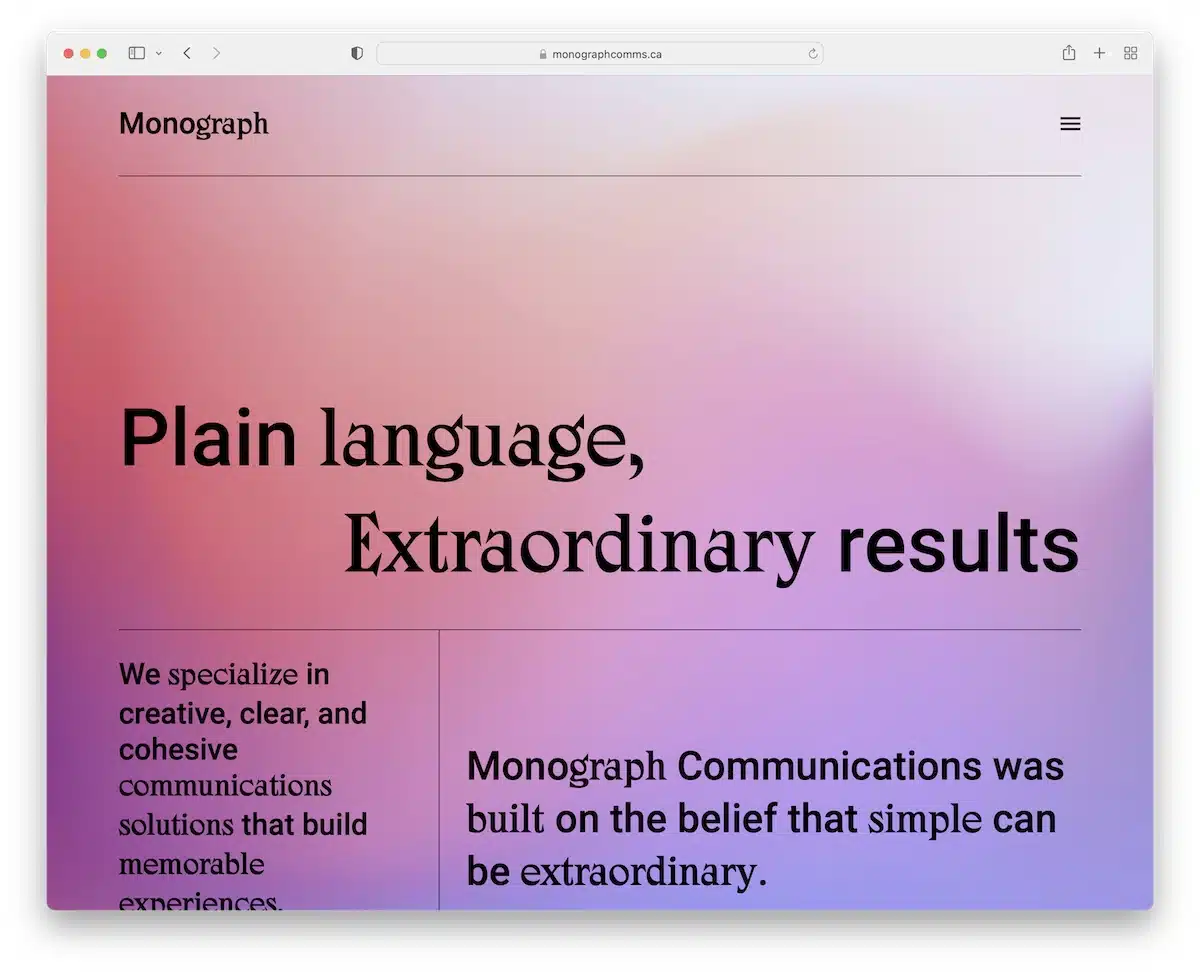 monographcomms.ca
Monograph
Plain language,
Extraordinary results
We specialize in
creative, clear, and
cohesive
communications
solutions that build
memorable
experiences.
Monograph Communications was
built on the belief that simple can
be extraordinary.